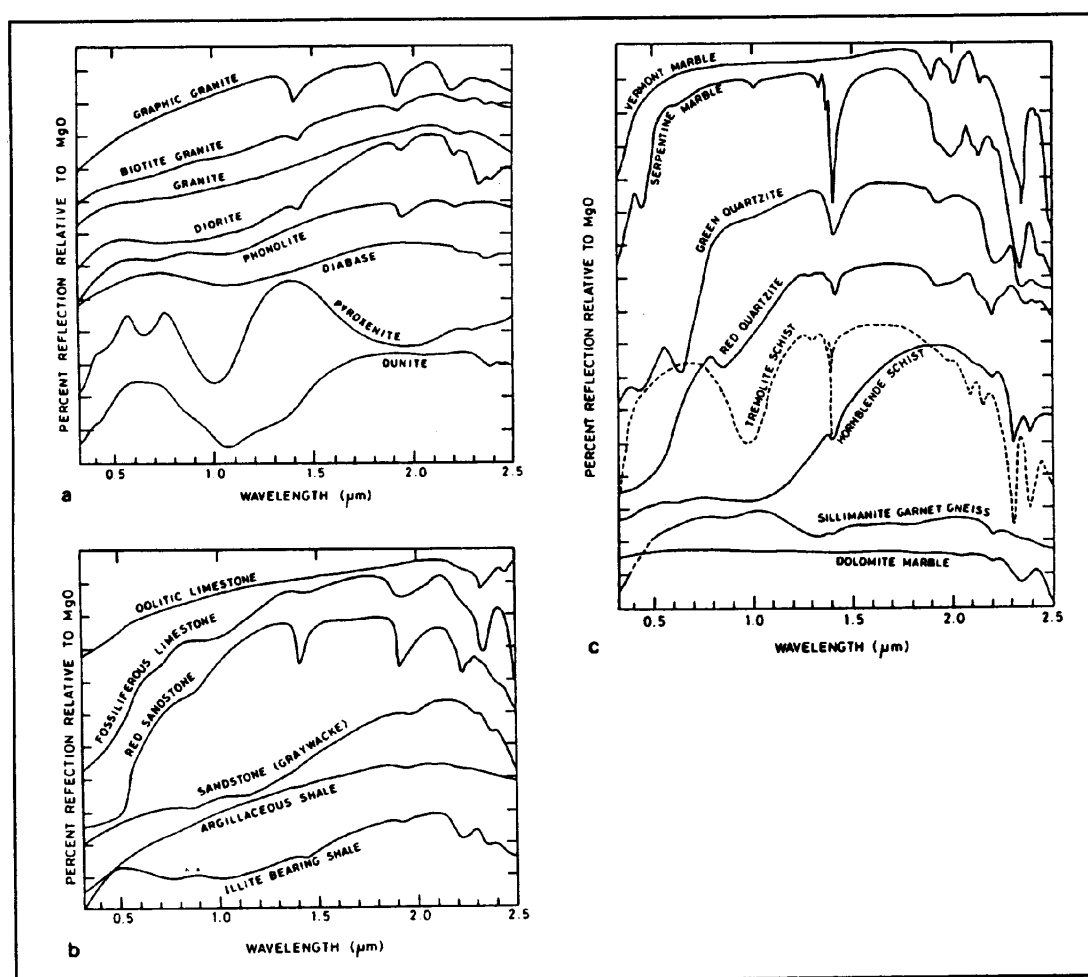 PERCENT REFLECTION RELATIVE TO MgO
GRAPHIC GRANITE
BIOTITE GRANITE
GRANITE
DIORITE
PHONOLITE
DIABASE
PYROXENITE
DUNITE
0.5 1.0 1.5 2.0 2.5
WAVELENGTH (µm)
a
PERCENT REFECTION RELATIVE TO MgO
OOLITIC LIMESTONE
FOSSILIFEROUS LIMESTONE
RED SANDSTONE
SANDSTONE (GRAYWACKE)
ARGILLACEOUS SHALE
ILLITE BEARING SHALE
0.5 1.0 1.5 2.0 2.5
WAVELENGTH (µm)
b
PERCENT REFLECTION RELATIVE TO MgO
VERMONT MARBLE
SERPENTINE MARBLE
GREEN QUARTZITE
RED QUARTZITE
TREMOLITE SCHIST
HORNBLENDE SCHIST
SILLIMANITE GARNET GNEISS
DOLOMITE MARBLE
0.5 1.0 1.5 2.0 2.5
WAVELENGTH (µm)
c